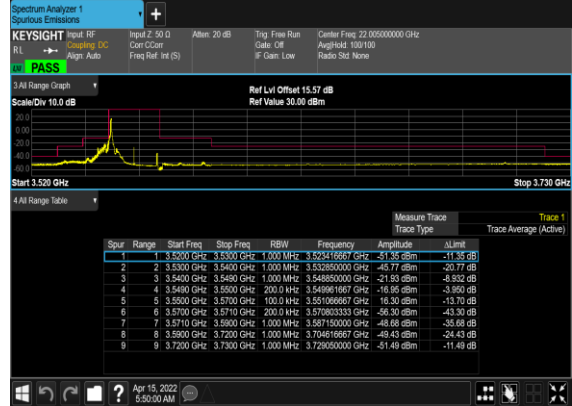 Spectrum Analyzer 1
Spurious Emissions
+
KEYSIGHT Input: RF Input Z: 50 Ω Atten: 20 dB Trig: Free Run Center Freq: 22.005000000 GHz
RL Coupling: DC Corr CCorr Gate: Off Avg|Hold: 100/100
Align: Auto Freq Ref: Int (S) IF Gain: Low Radio Std: None
PASS
3 All Range Graph
Ref Lvl Offset 15.57 dB
Scale/Div 10.0 dB Ref Value 30.00 dBm
20.0
0.00
-20.0
-40.0
-60.0
Start 3.520 GHz Stop 3.730 GHz
4 All Range Table
Measure Trace Trace 1
Trace Type Trace Average (Active)
Spur Range Start Freq Stop Freq RBW Frequency Amplitude ΔLimit
1 1 3.5200 GHz 3.5300 GHz 1.000 MHz 3.523416667 GHz -51.35 dBm -11.35 dB
2 2 3.5300 GHz 3.5400 GHz 1.000 MHz 3.532850000 GHz -45.77 dBm -20.77 dB
3 3 3.5400 GHz 3.5490 GHz 1.000 MHz 3.548850000 GHz -21.93 dBm -8.932 dB
4 4 3.5490 GHz 3.5500 GHz 200.0 kHz 3.549961667 GHz -16.95 dBm -3.950 dB
5 5 3.5500 GHz 3.5700 GHz 100.0 kHz 3.551066667 GHz 16.30 dBm -13.70 dB
6 6 3.5700 GHz 3.5710 GHz 200.0 kHz 3.570803333 GHz -56.30 dBm -43.30 dB
7 7 3.5710 GHz 3.5900 GHz 1.000 MHz 3.587150000 GHz -48.68 dBm -35.68 dB
8 8 3.5900 GHz 3.7200 GHz 1.000 MHz 3.704616667 GHz -49.43 dBm -24.43 dB
9 9 3.7200 GHz 3.7300 GHz 1.000 MHz 3.729050000 GHz -51.49 dBm -11.49 dB
? Apr 15, 2022
5:50:00 AM